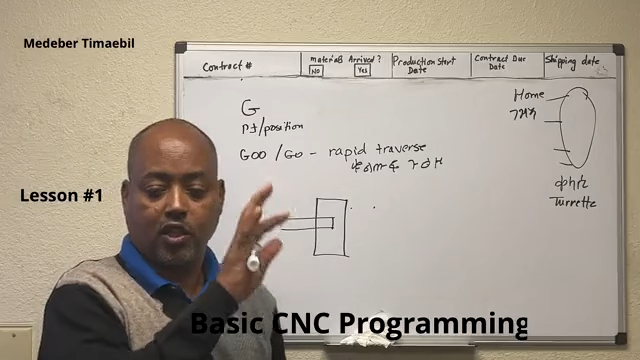 Medeber Timaebil
Contract #
materials Arrived?
NO
Yes
Production Start
Date
Contract Due
Date
Shipping date
G
/position
G00 / G0 - rapid traverse
Home
Turrette
Lesson #1
Basic CNC Programming